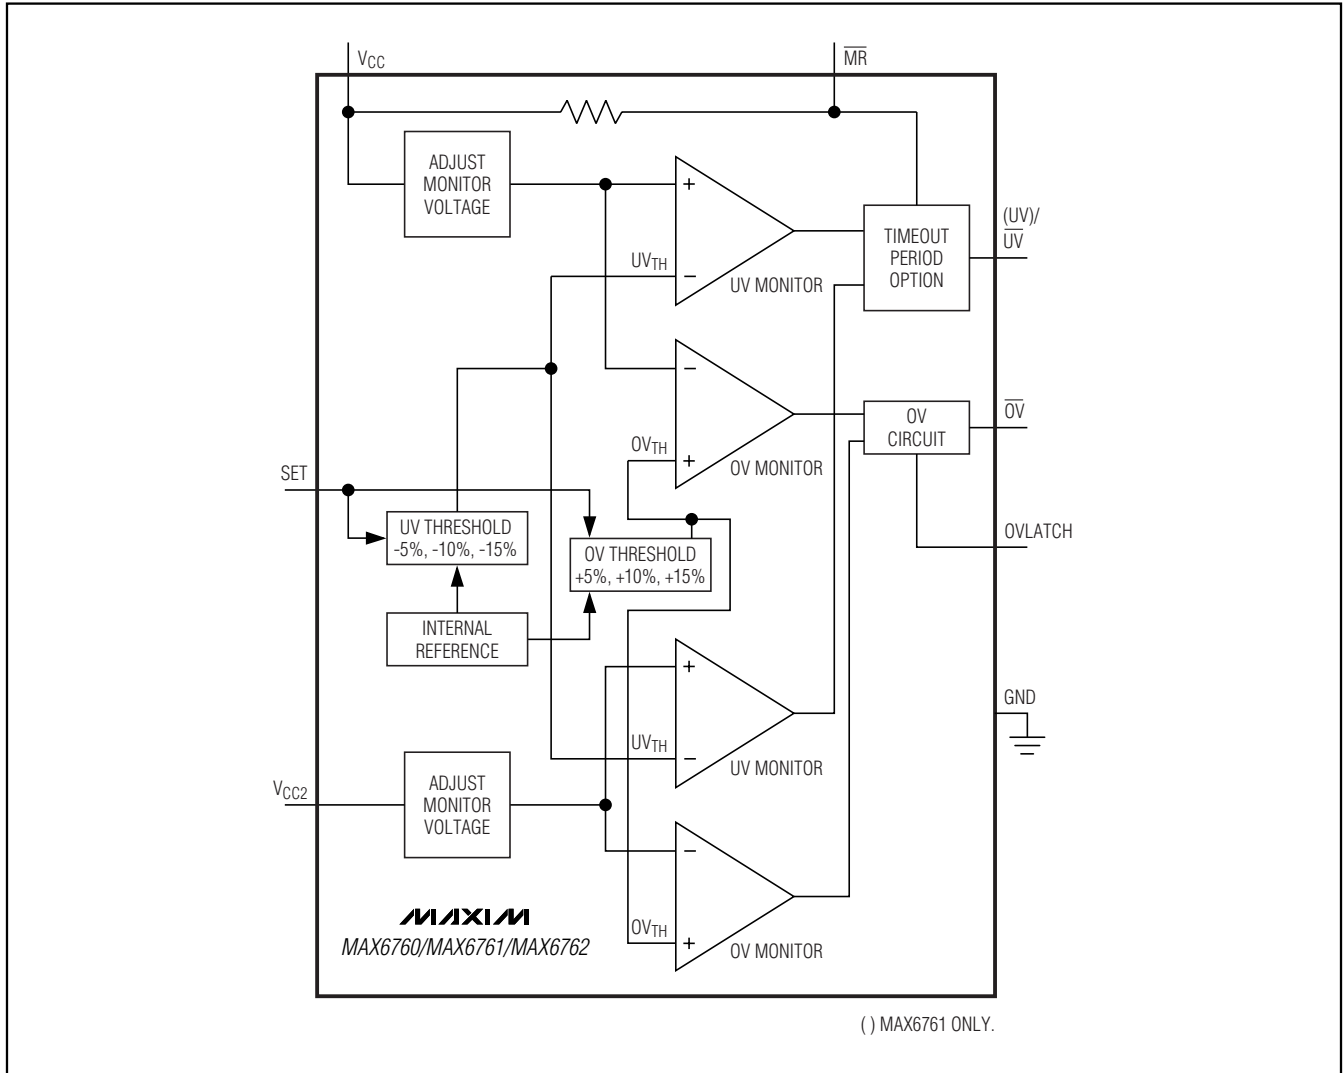 VCC
MR
ADJUST
MONITOR
VOLTAGE
+
UVTH
−
UV MONITOR
TIMEOUT
PERIOD
OPTION
(UV)/
UV
−
OVTH
+
OV MONITOR
OV
CIRCUIT
OV
SET
UV THRESHOLD
-5%, -10%, -15%
OV THRESHOLD
+5%, +10%, +15%
OVLATCH
INTERNAL
REFERENCE
+
UVTH
−
UV MONITOR
GND
VCC2
ADJUST
MONITOR
VOLTAGE
−
OVTH
+
OV MONITOR
MAXIM
MAX6760/MAX6761/MAX6762
( ) MAX6761 ONLY.